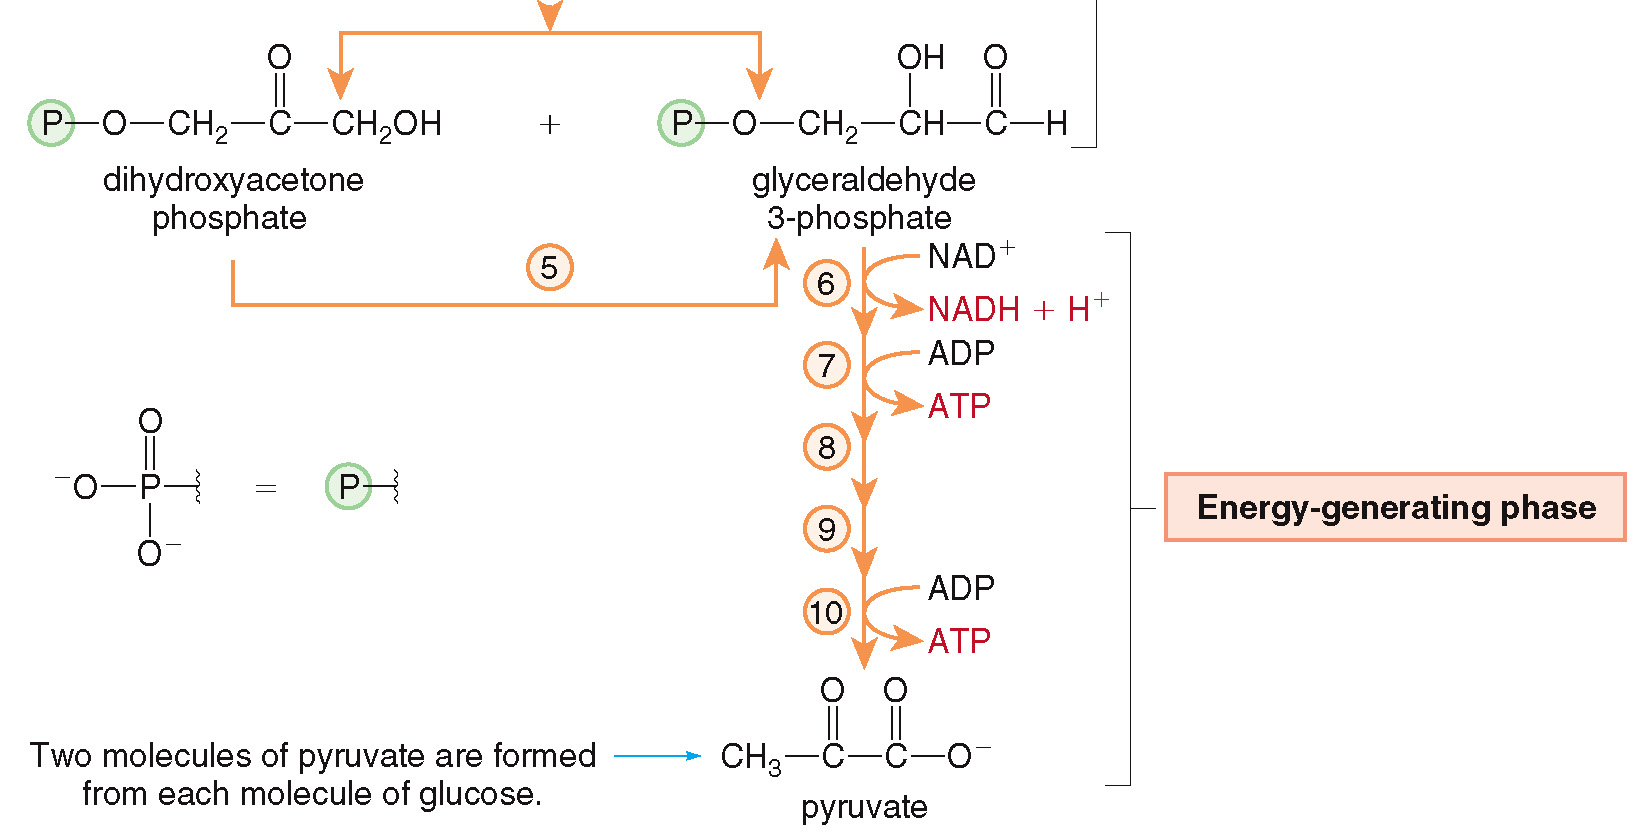 O OH O
P—O—CH₂—C—CH₂OH + P—O—CH₂—CH—C—H
dihydroxyacetone
phosphate
glyceraldehyde
3-phosphate
5
6
NAD⁺
NADH + H⁺
7
ADP
ATP
8
9
10
ADP
ATP
O
⁻O—P— = P—
O⁻
Energy-generating phase
Two molecules of pyruvate are formed
from each molecule of glucose.
O O
CH₃—C—C—O⁻
pyruvate